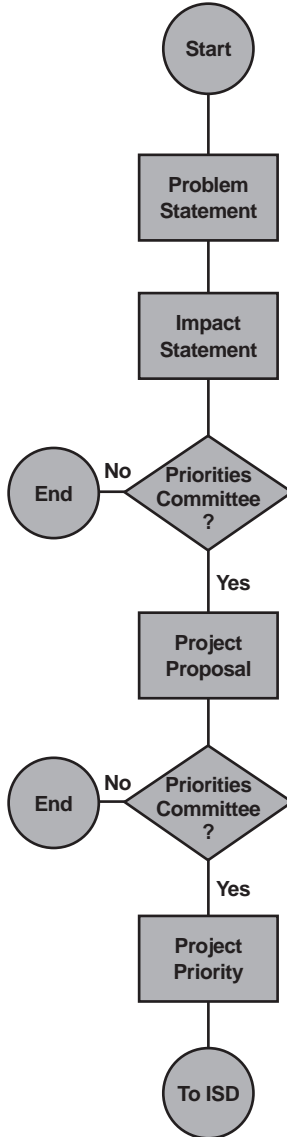 Start
Problem
Statement
Impact
Statement
No
End
Priorities
Committee
?
Yes
Project
Proposal
No
End
Priorities
Committee
?
Yes
Project
Priority
To ISD